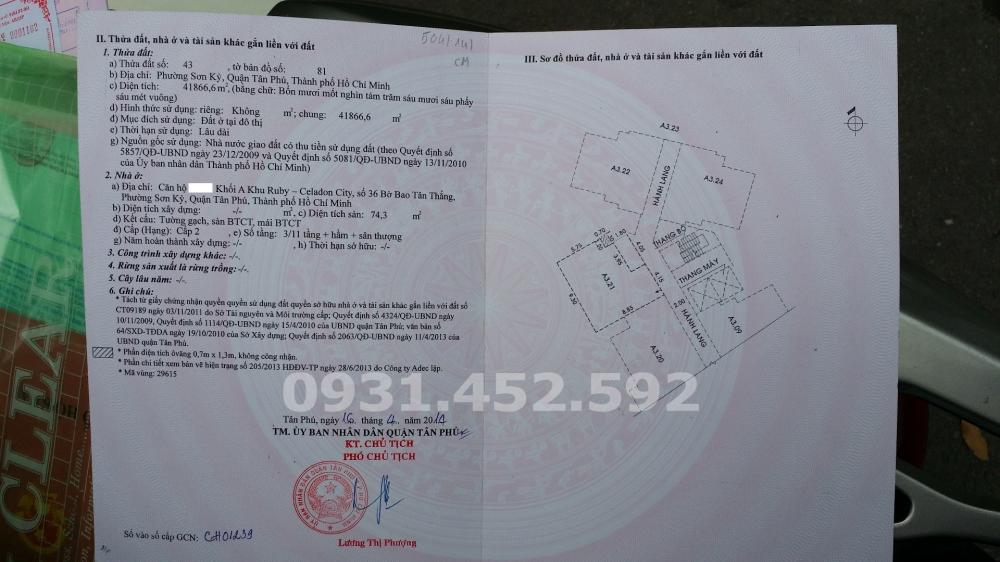 II. Thửa đất, nhà ở và tài sản khác gắn liền với đất
504/141
CM
1. Thửa đất:
a) Thửa đất số: 43 , tờ bản đồ số: 81
b) Địa chỉ: Phường Sơn Kỳ, Quận Tân Phú, Thành phố Hồ Chí Minh
c) Diện tích: 41866,6 m², (bằng chữ: Bốn mươi mốt nghìn tám trăm sáu mươi sáu phẩy
sáu mét vuông)
d) Hình thức sử dụng: riêng: Không m²; chung: 41866,6 m²
đ) Mục đích sử dụng: Đất ở tại đô thị
e) Thời hạn sử dụng: Lâu dài
g) Nguồn gốc sử dụng: Nhà nước giao đất có thu tiền sử dụng đất (theo Quyết định số
5857/QĐ-UBND ngày 23/12/2009 và Quyết định số 5081/QĐ-UBND ngày 13/11/2010
của Ủy ban nhân dân Thành phố Hồ Chí Minh)
2. Nhà ở:
a) Địa chỉ: Căn hộ Khối A Khu Ruby – Celadon City, số 36 Bờ Bao Tân Thắng,
Phường Sơn Kỳ, Quận Tân Phú, Thành phố Hồ Chí Minh
b) Diện tích xây dựng: -/- m², c) Diện tích sàn: 74,3 m²
d) Kết cấu: Tường gạch, sàn BTCT, mái BTCT
đ) Cấp (Hạng): Cấp 2 , e) Số tầng: 3/11 tầng + hầm + sân thượng
g) Năm hoàn thành xây dựng: -/- , h) Thời hạn sở hữu: -/-
3. Công trình xây dựng khác: -/-
4. Rừng sản xuất là rừng trồng: -/-
5. Cây lâu năm: -/-
6. Ghi chú:
* Tách từ giấy chứng nhận quyền quyền sử dụng đất quyền sở hữu nhà ở và tài sản khác gắn liền với đất số
CT09189 ngày 03/11/2011 do Sở Tài nguyên và Môi trường cấp; Quyết định số 4324/QĐ-UBND ngày
10/11/2009, Quyết định số 1114/QĐ-UBND ngày 15/4/2010 của UBND quận Tân Phú; văn bản số
64/SXD-TĐDA ngày 19/10/2010 của Sở Xây dựng; Quyết định số 2063/QĐ-UBND ngày 11/4/2013 của
UBND quận Tân Phú.
* Phần diện tích ôvăng 0,7m x 1,3m, không công nhận.
* Phần chi tiết xem bản vẽ hiện trạng số 205/2013 HĐĐV-TP ngày 28/6/2013 do Công ty Adec lập.
* Mã vùng: 29615
0931.452.592
Tân Phú, ngày 16 tháng 4 năm 2014
TM. ỦY BAN NHÂN DÂN QUẬN TÂN PHÚ
KT. CHỦ TỊCH
PHÓ CHỦ TỊCH
Lương Thị Phượng
Số vào sổ cấp GCN: CH01239
III. Sơ đồ thửa đất, nhà ở và tài sản khác gắn liền với đất
A3.23
A3.22
A3.24
HÀNH LANG
THANG BỘ
THANG MÁY
0.70
1.80
5.75
4.05
3.95
4.15
A3.21
9.30
8.85
2.00
HÀNH LANG
A3.09
A3.20
CLEAR